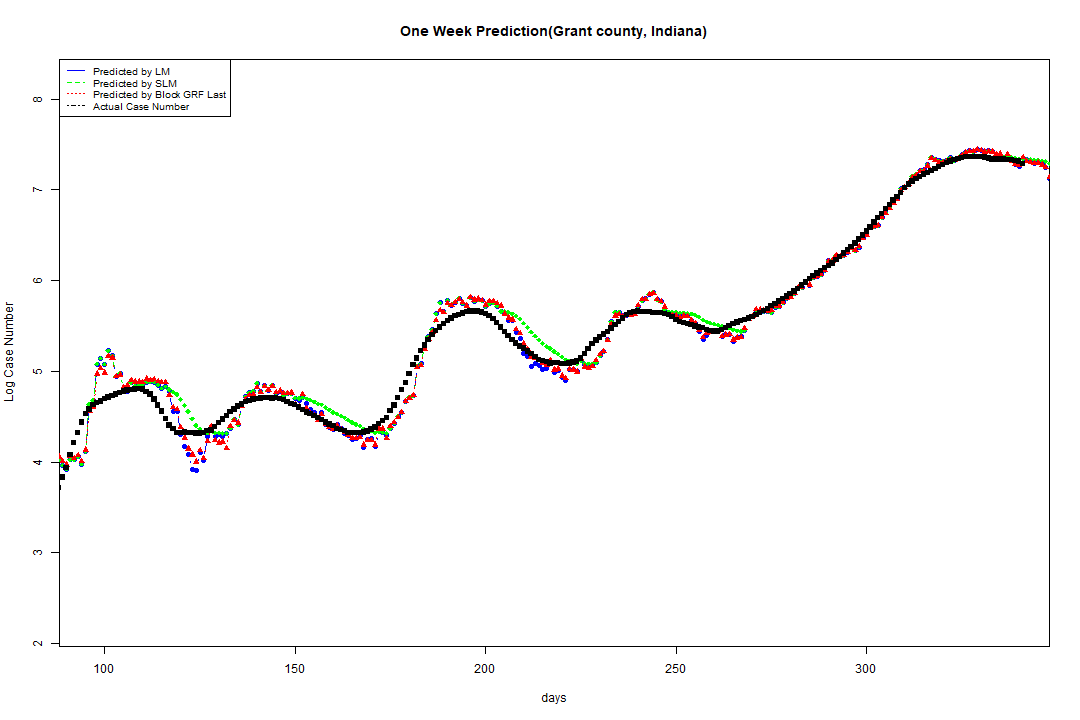 One Week Prediction(Grant county, Indiana)
Predicted by LM
Predicted by SLM
Predicted by Block GRF Last
Actual Case Number
8
7
6
5
4
3
2
Log Case Number
100 150 200 250 300
days